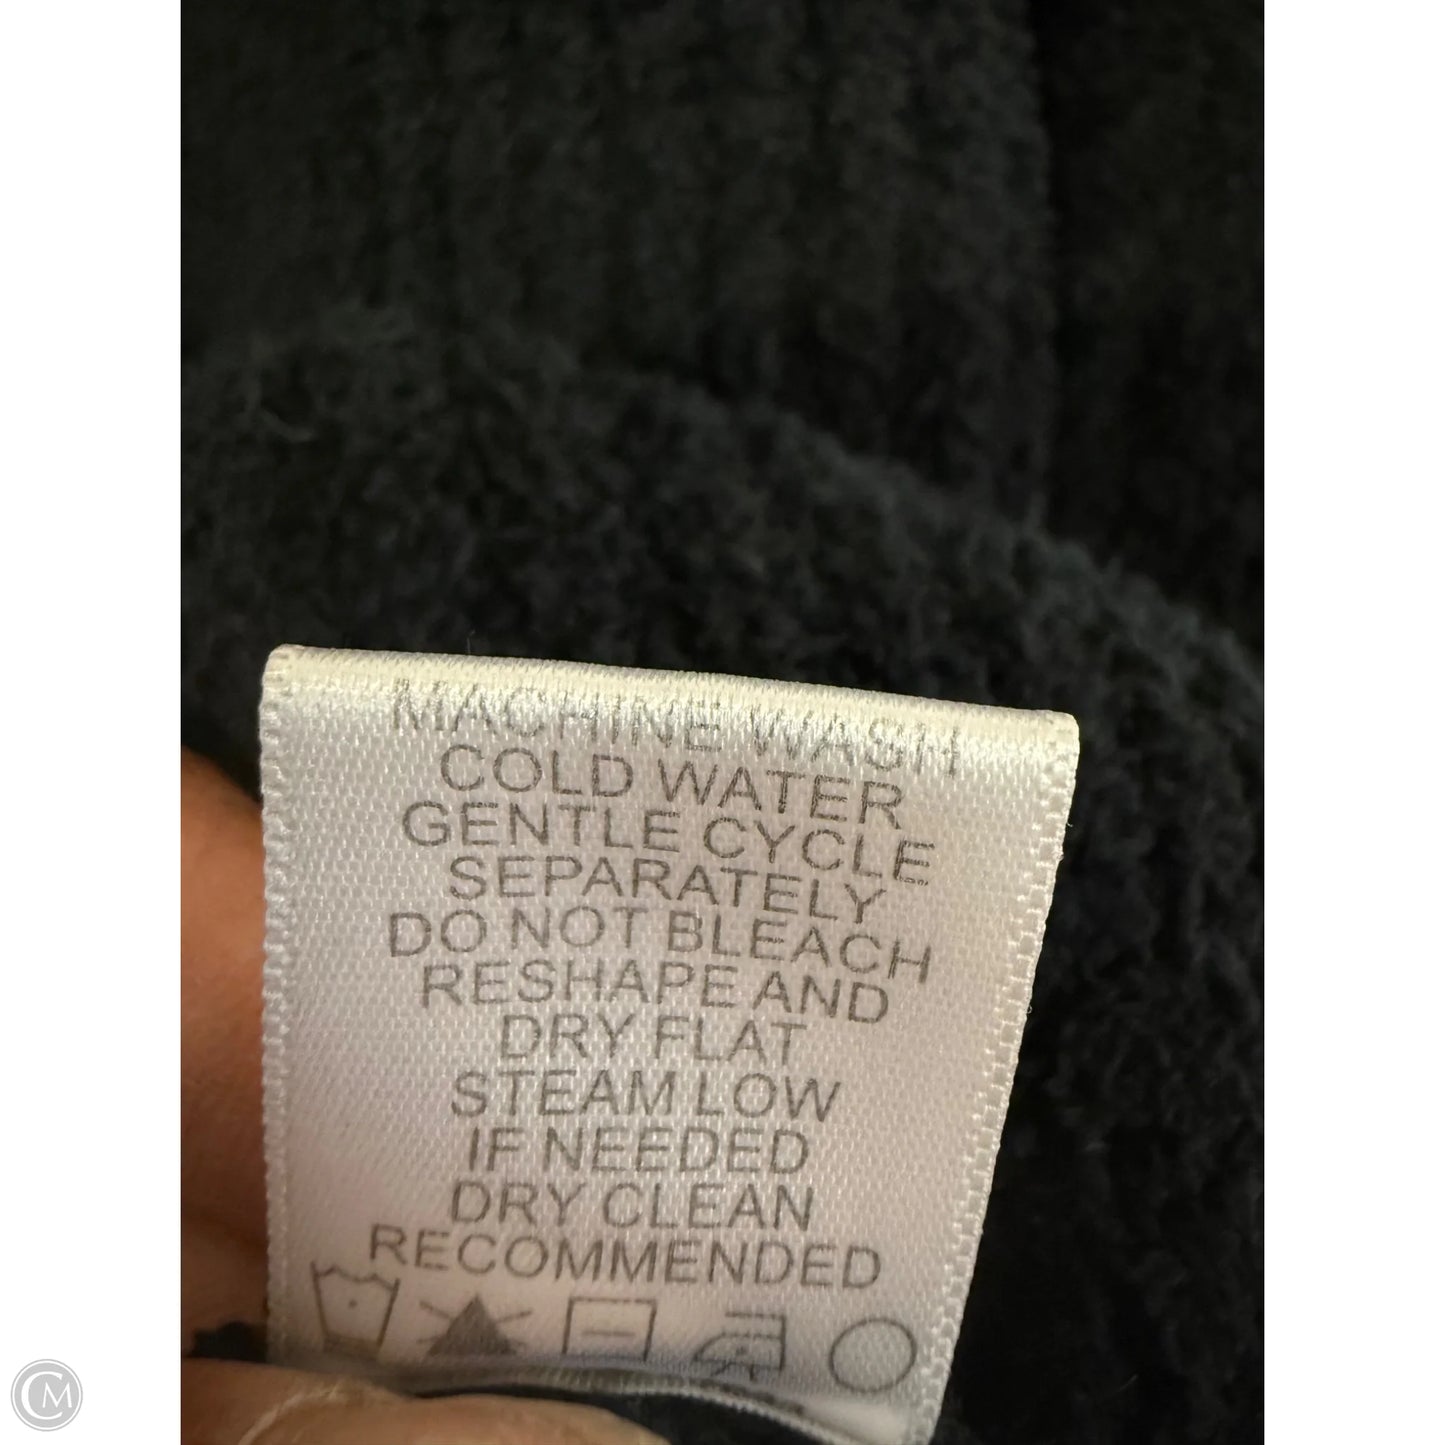 MACHINE WASH
COLD WATER
GENTLE CYCLE
SEPARATELY
DO NOT BLEACH
RESHAPE AND
DRY FLAT
STEAM LOW
IF NEEDED
DRY CLEAN
RECOMMENDED
CM